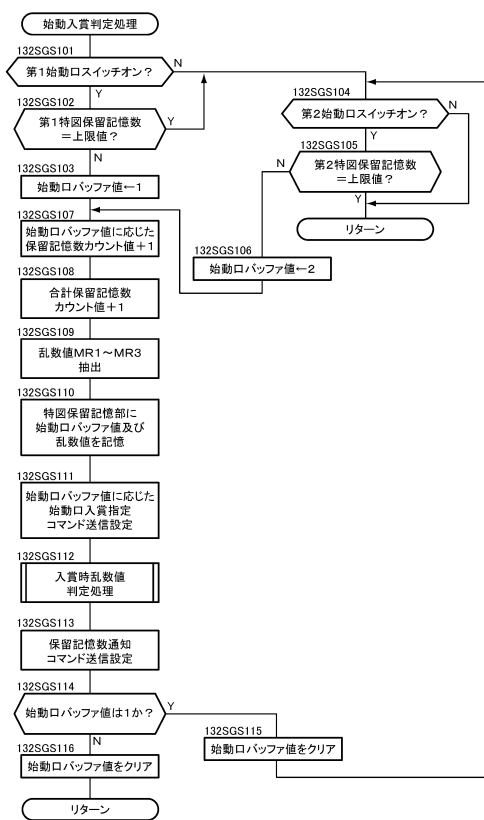 始動入賞判定処理
132SGS101
第1始動口スイッチオン？
N
Y
132SGS102
第1特図保留記憶数
＝上限値？
Y
N
132SGS103
始動口バッファ値←1
132SGS104
第2始動口スイッチオン？
N
Y
132SGS105
第2特図保留記憶数
＝上限値？
N
Y
リターン
132SGS106
始動口バッファ値←2
132SGS107
始動口バッファ値に応じた
保留記憶数カウント値＋1
132SGS108
合計保留記憶数
カウント値＋1
132SGS109
乱数値MR1～MR3
抽出
132SGS110
特図保留記憶部に
始動口バッファ値及び
乱数値を記憶
132SGS111
始動口バッファ値に応じた
始動口入賞指定
コマンド送信設定
132SGS112
入賞時乱数値
判定処理
132SGS113
保留記憶数通知
コマンド送信設定
132SGS114
始動口バッファ値は1か？
Y
N
132SGS115
始動口バッファ値をクリア
132SGS116
始動口バッファ値をクリア
リターン